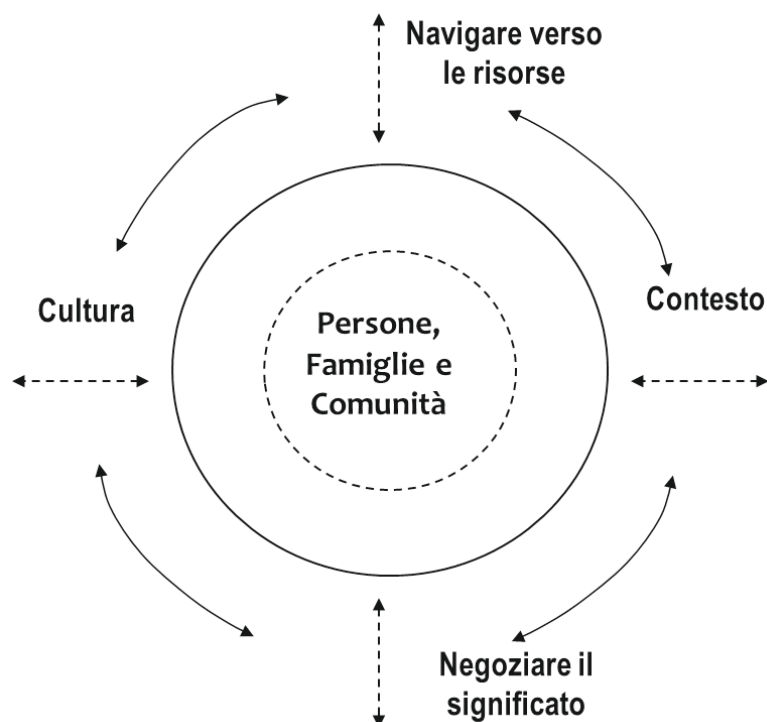 Navigare verso
le risorse
Cultura
Contesto
Persone,
Famiglie e
Comunità
Negoziare il
significato